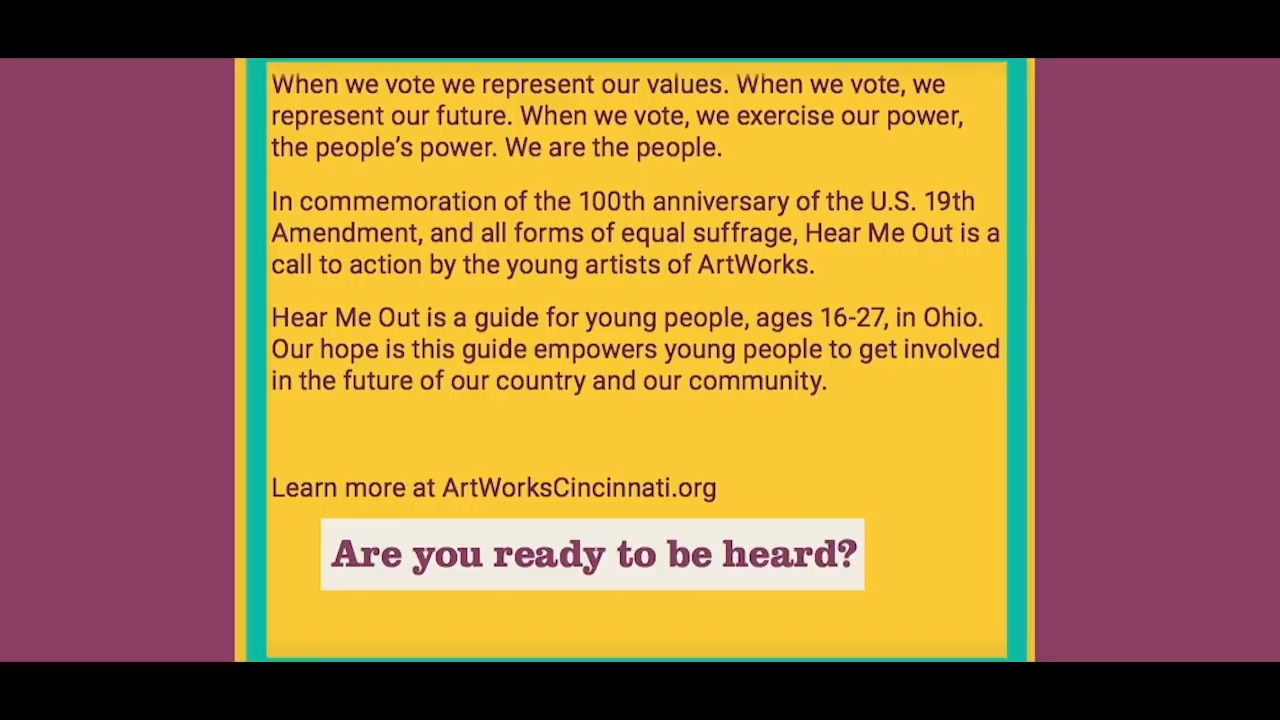 When we vote we represent our values. When we vote, we
represent our future. When we vote, we exercise our power,
the people’s power. We are the people.
In commemoration of the 100th anniversary of the U.S. 19th
Amendment, and all forms of equal suffrage, Hear Me Out is a
call to action by the young artists of ArtWorks.
Hear Me Out is a guide for young people, ages 16-27, in Ohio.
Our hope is this guide empowers young people to get involved
in the future of our country and our community.
Learn more at ArtWorksCincinnati.org
Are you ready to be heard?